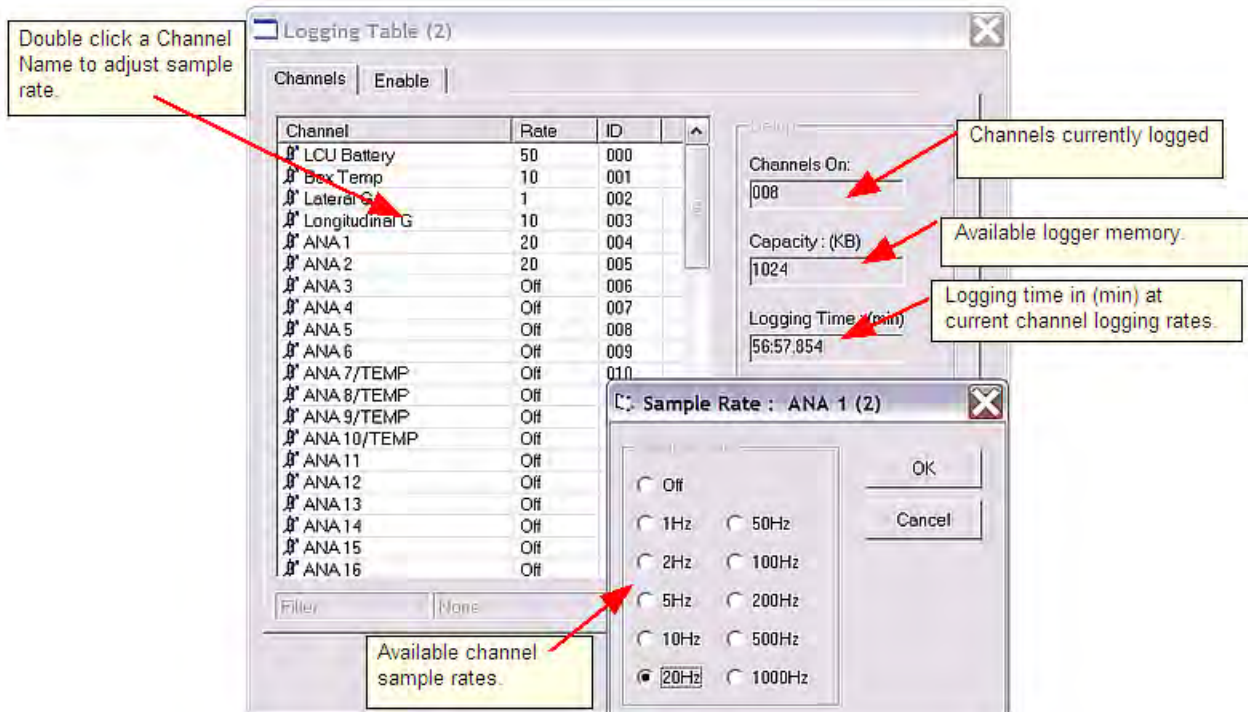 Double click a Channel
Name to adjust sample
rate.
Logging Table (2)
Channels
Enable
Channel Rate ID
LCU Battery 50 000
Box Temp 10 001
Lateral G 1 002
Longitudinal G 10 003
ANA 1 20 004
ANA 2 20 005
ANA 3 Off 006
ANA 4 Off 007
ANA 5 Off 008
ANA 6 Off 009
ANA 7/TEMP Off 010
ANA 8/TEMP Off
ANA 9/TEMP Off
ANA 10/TEMP Off
ANA 11 Off
ANA 12 Off
ANA 13 Off
ANA 14 Off
ANA 15 Off
ANA 16 Off
Filter None
Channels On:
008
Capacity : (KB)
1024
Logging Time : (min)
56:57.854
Channels currently logged
Available logger memory.
Logging time in (min) at
current channel logging rates.
Sample Rate : ANA 1 (2)
Off
1Hz 50Hz
2Hz 100Hz
5Hz 200Hz
10Hz 500Hz
20Hz 1000Hz
OK
Cancel
Available channel
sample rates.